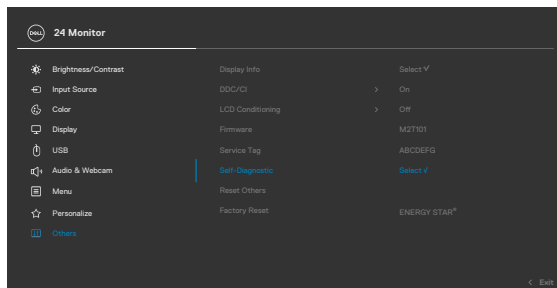 DELL 24 Monitor
Brightness/Contrast Display Info Select ✓
Input Source DDC/CI > On
Color LCD Conditioning > Off
Display Firmware M2T101
USB Service Tag ABCDEFG
Audio & Webcam Self-Diagnostic Select ✓
Menu Reset Others
Personalize Factory Reset ENERGY STAR®
Others
< Exit